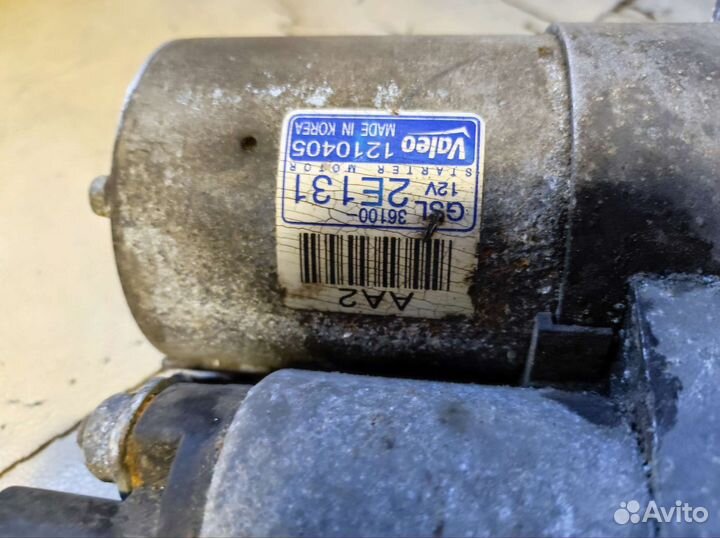 Valeo 1210405
MADE IN KOREA
STARTER MOTOR
GSL 36100-
12V 2E131
AA2
Avito